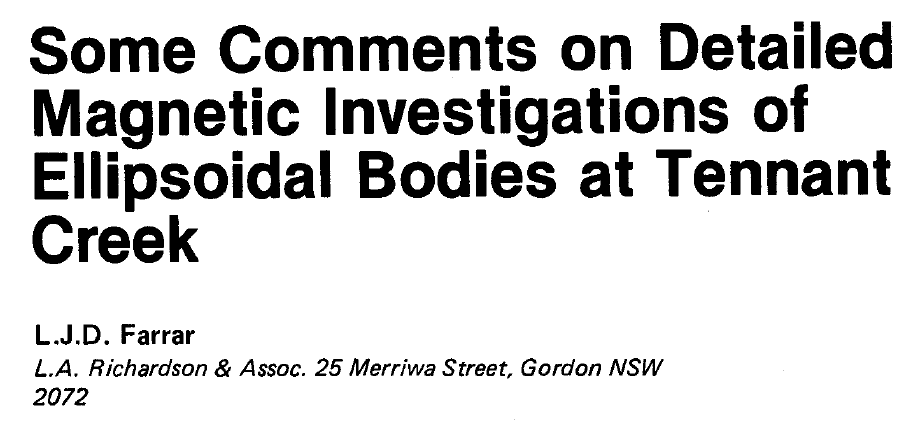 Some Comments on Detailed
Magnetic Investigations of
Ellipsoidal Bodies at Tennant
Creek
L.J.D. Farrar
L.A. Richardson & Assoc. 25 Merriwa Street, Gordon NSW
2072